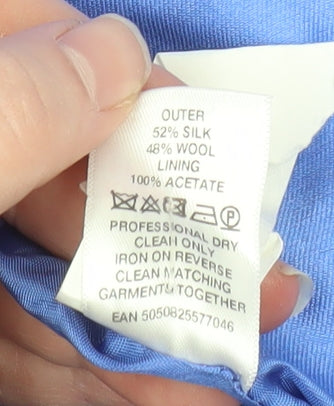 OUTER
52% SILK
48% WOOL
LINING
100% ACETATE
P
PROFESSIONAL DRY
CLEAN ONLY
IRON ON REVERSE
CLEAN MATCHING
GARMENTS TOGETHER
EAN 5050825577046